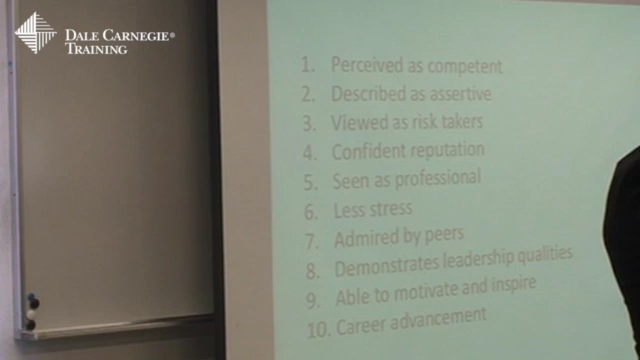 DALE CARNEGIE®
TRAINING
1. Perceived as competent
2. Described as assertive
3. Viewed as risk takers
4. Confident reputation
5. Seen as professional
6. Less stress
7. Admired by peers
8. Demonstrates leadership qualities
9. Able to motivate and inspire
10. Career advancement